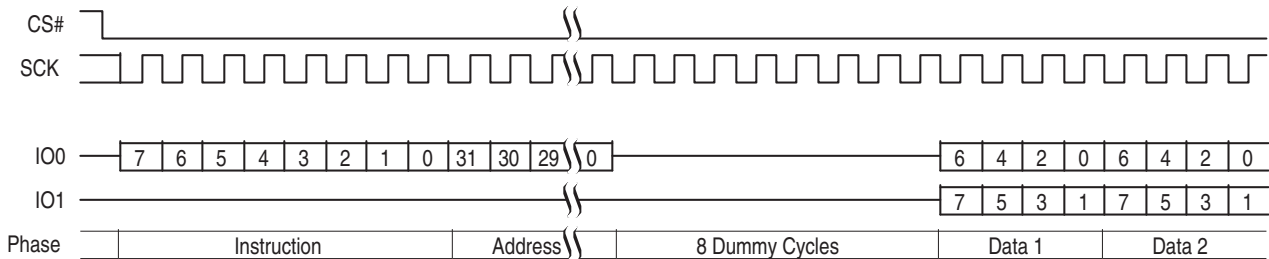 CS#
SCK
IO0 7 6 5 4 3 2 1 0 31 30 29 0 6 4 2 0 6 4 2 0
IO1 7 5 3 1 7 5 3 1
Phase Instruction Address 8 Dummy Cycles Data 1 Data 2